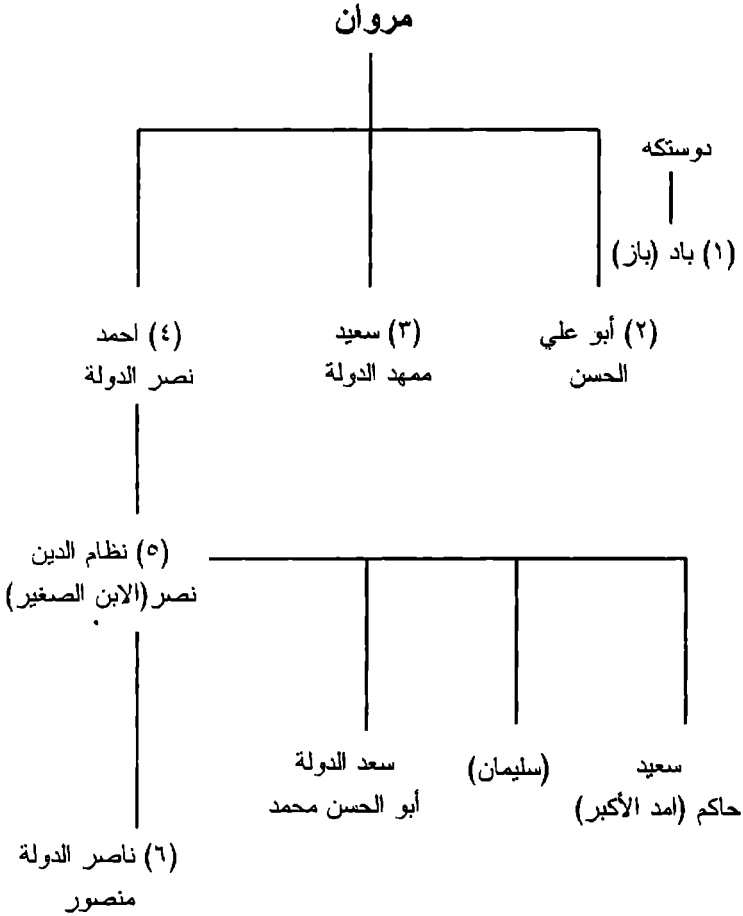 مروان
دوستكه
(١) باد (باز)
(٢) أبو علي
الحسن
(٣) سعيد
ممهد الدولة
(٤) احمد
نصر الدولة
(٥) نظام الدين
نصر (الابن الصغير)
سعيد
حاكم (امد الأكبر)
(سليمان)
سعد الدولة
أبو الحسن محمد
(٦) ناصر الدولة
منصور